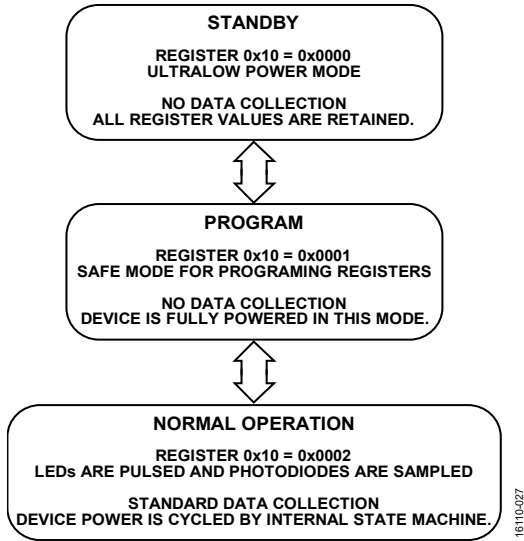 STANDBY
REGISTER 0x10 = 0x0000
ULTRALOW POWER MODE
NO DATA COLLECTION
ALL REGISTER VALUES ARE RETAINED.
PROGRAM
REGISTER 0x10 = 0x0001
SAFE MODE FOR PROGRAMING REGISTERS
NO DATA COLLECTION
DEVICE IS FULLY POWERED IN THIS MODE.
NORMAL OPERATION
REGISTER 0x10 = 0x0002
LEDs ARE PULSED AND PHOTODIODES ARE SAMPLED
STANDARD DATA COLLECTION
DEVICE POWER IS CYCLED BY INTERNAL STATE MACHINE.
16110-027